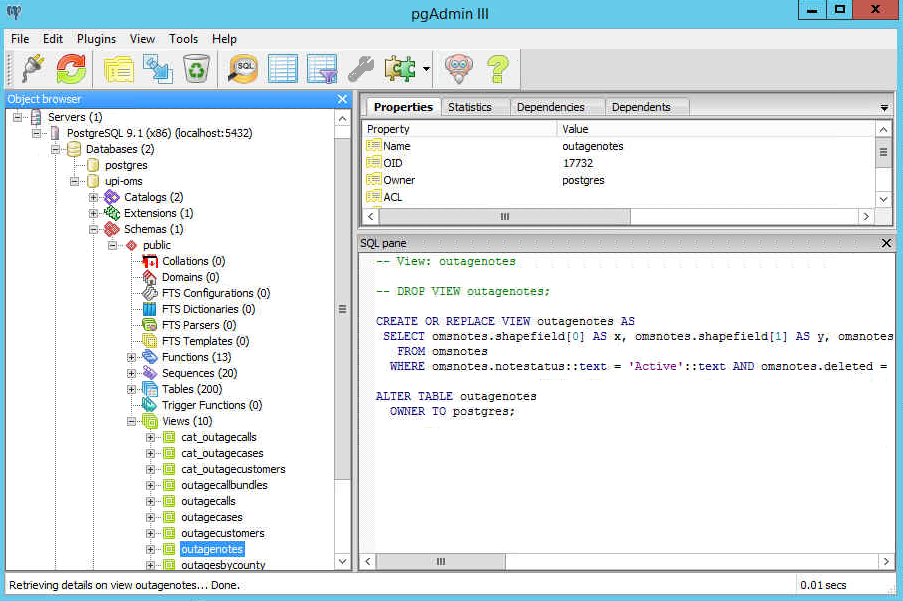 pgAdmin III
File Edit Plugins View Tools Help
SQL
Object browser
Servers (1)
PostgreSQL 9.1 (x86) (localhost:5432)
Databases (2)
postgres
upi-oms
Catalogs (2)
Extensions (1)
Schemas (1)
public
Collations (0)
Domains (0)
FTS Configurations (0)
FTS Dictionaries (0)
FTS Parsers (0)
FTS Templates (0)
Functions (13)
Sequences (20)
Tables (200)
Trigger Functions (0)
Views (10)
cat_outagecalls
cat_outagecases
cat_outagecustomers
outagecallbundles
outagecalls
outagecases
outagecustomers
outagenotes
outagesbycounty
Properties Statistics Dependencies Dependents
Property Value
Name outagenotes
OID 17732
Owner postgres
ACL
SQL pane
-- View: outagenotes
-- DROP VIEW outagenotes;
CREATE OR REPLACE VIEW outagenotes AS
SELECT omsnotes.shapefield[0] AS x, omsnotes.shapefield[1] AS y, omsnotes
FROM omsnotes
WHERE omsnotes.notestatus::text = 'Active'::text AND omsnotes.deleted =
ALTER TABLE outagenotes
OWNER TO postgres;
Retrieving details on view outagenotes... Done. 0.01 secs